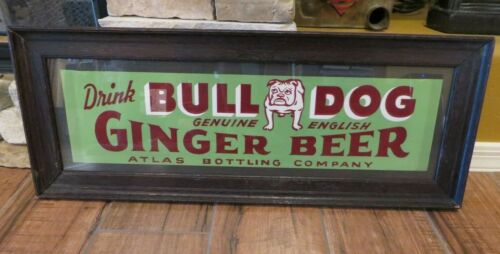 Drink BULL DOG
GENUINE ENGLISH
GINGER BEER
ATLAS BOTTLING COMPANY